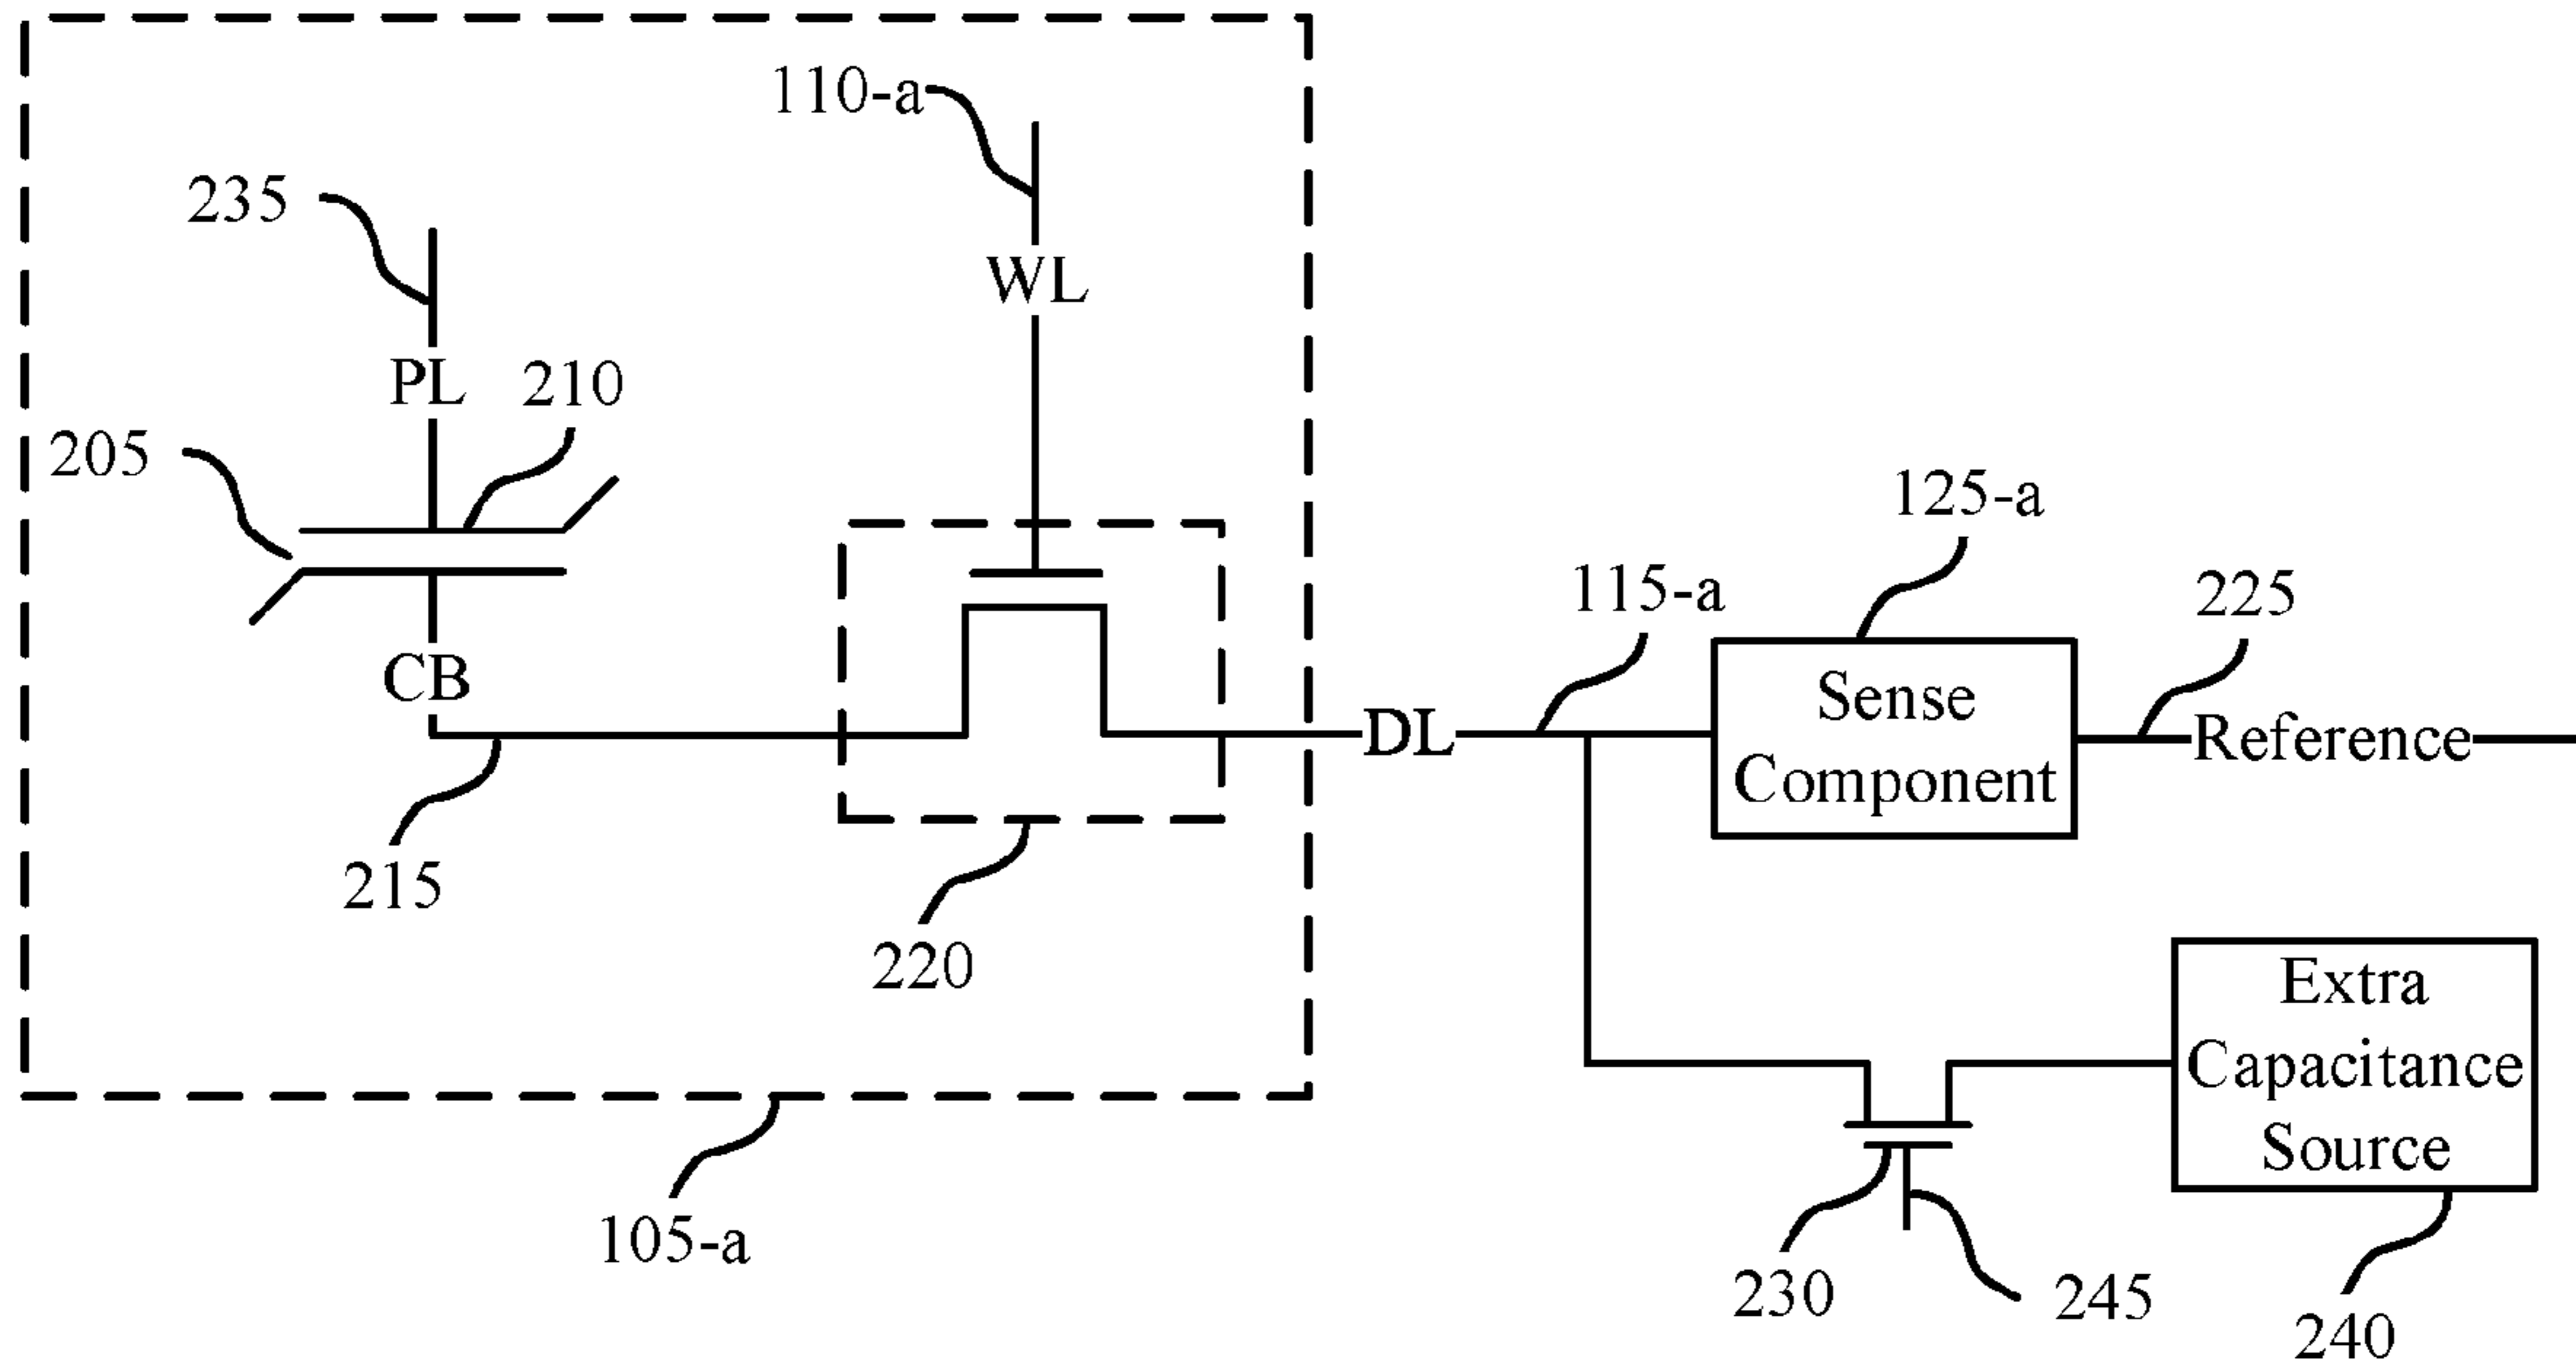 110-a
235
WL
PL
210
205
125-a
115-a
225
CB
Sense
Component
DL
Reference
215
220
Extra
Capacitance
Source
105-a
230
245
240